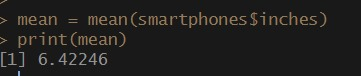 > mean = mean(smartphones$inches)
> print(mean)
[1] 6.42246